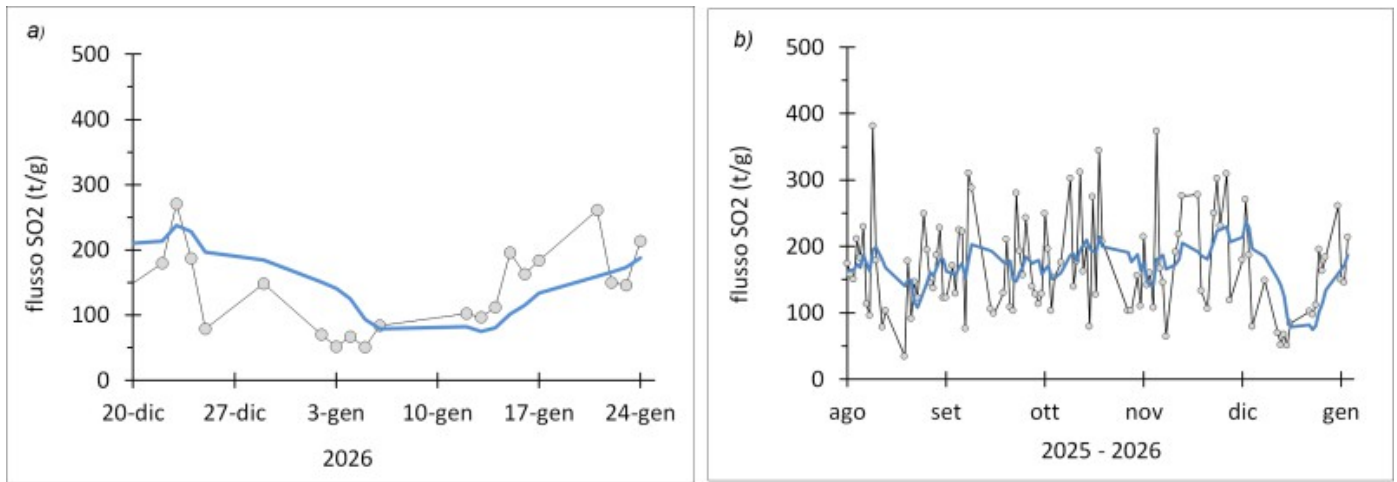 a)
flusso SO2 (t/g)
500
400
300
200
100
0
20-dic 27-dic 3-gen 10-gen 17-gen 24-gen
2026
b)
flusso SO2 (t/g)
500
400
300
200
100
0
ago set ott nov dic gen
2025 - 2026